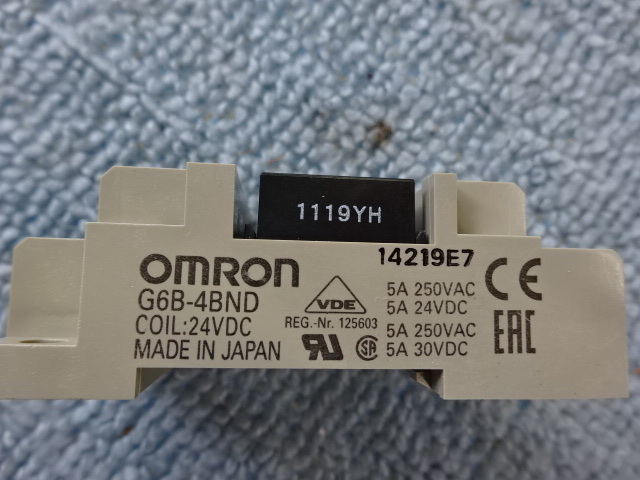 1119YH
14219E7
OMRON
G6B-4BND
COIL:24VDC
MADE IN JAPAN
VDE
REG.-Nr. 125603
5A 250VAC
5A 24VDC
5A 250VAC
5A 30VDC
CE
EAC